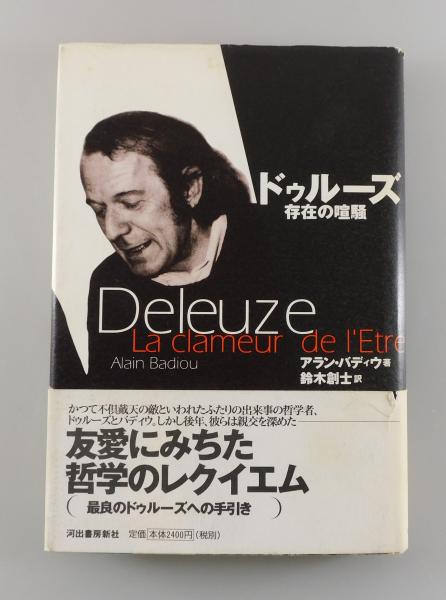 ドゥルーズ
存在の喧騒
Deleuze
La clameur de l'Etre
Alain Badiou
アラン・バディウ著
鈴木創士訳
かつて不倶戴天の敵といわれたふたりの出来事の哲学者、
ドゥルーズとバディウ。しかし後年、彼らは親交を深めた──
友愛にみちた
哲学のレクイエム
(最良のドゥルーズへの手引き)
河出書房新社 定価 本体2400円(税別)